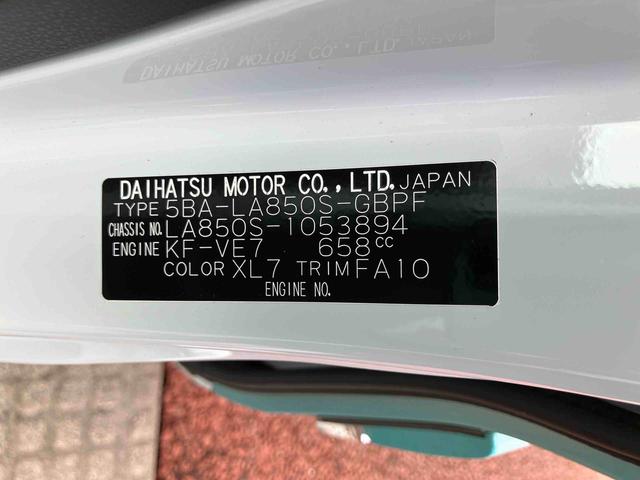 DAIHATSU MOTOR CO., LTD. JAPAN
TYPE 5BA-LA850S-GBPF
CHASSIS NO. LA850S-1053894
ENGINE KF-VE7 658cc
COLOR XL7 TRIM FA10
ENGINE NO.